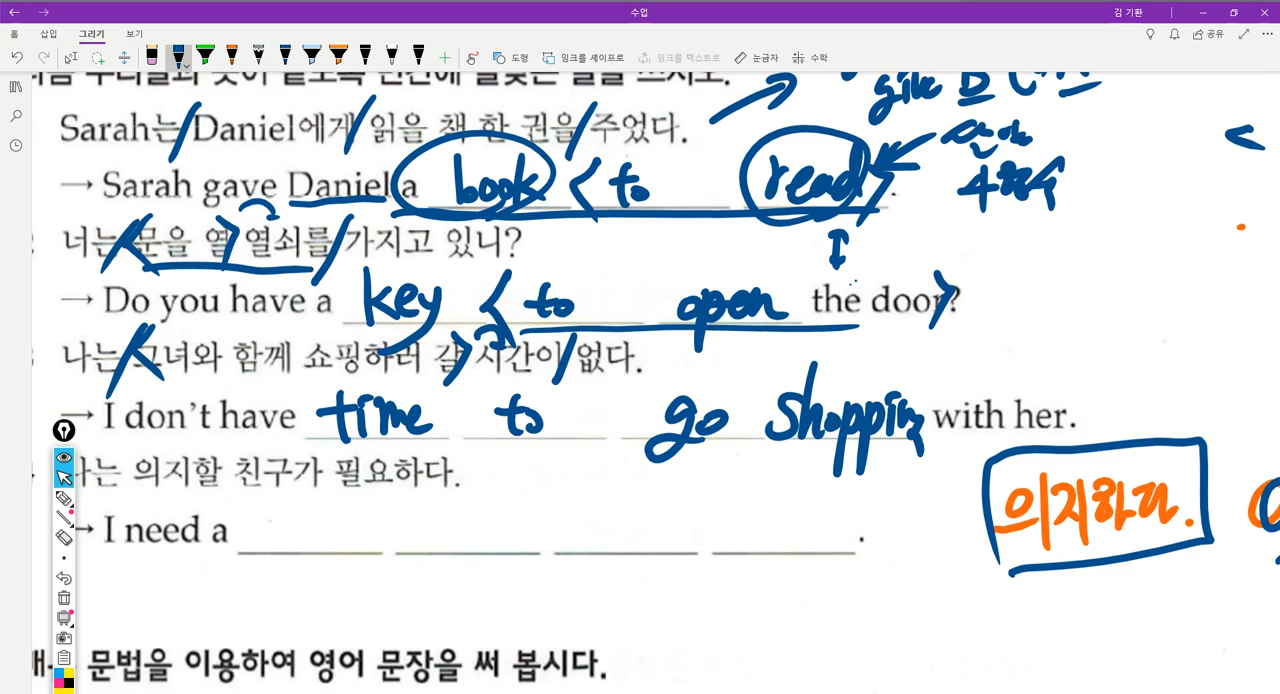 수업
김 기환
홈 삽입 그리기 보기
공유
도형 잉크를 셰이프로 잉크를 텍스트로 눈금자 수학
give
Sarah는 Daniel에게 읽을 책 한 권을 주었다.
→ Sarah gave Daniel a book to read.
너는 문을 열 열쇠를 가지고 있니?
→ Do you have a key to open the door?
나는 그녀와 함께 쇼핑하러 갈 시간이 없다.
→ I don't have time to go shopping with her.
나는 의지할 친구가 필요하다.
의지하다.
→ I need a ____ ____ ____ ____.
문법을 이용하여 영어 문장을 써 봅시다.